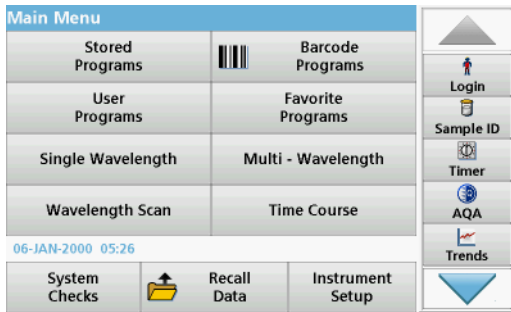 Main Menu
Stored
Programs
Barcode
Programs
User
Programs
Favorite
Programs
Single Wavelength
Multi - Wavelength
Wavelength Scan
Time Course
06-JAN-2000 05:26
System
Checks
Recall
Data
Instrument
Setup
Login
Sample ID
Timer
AQA
Trends